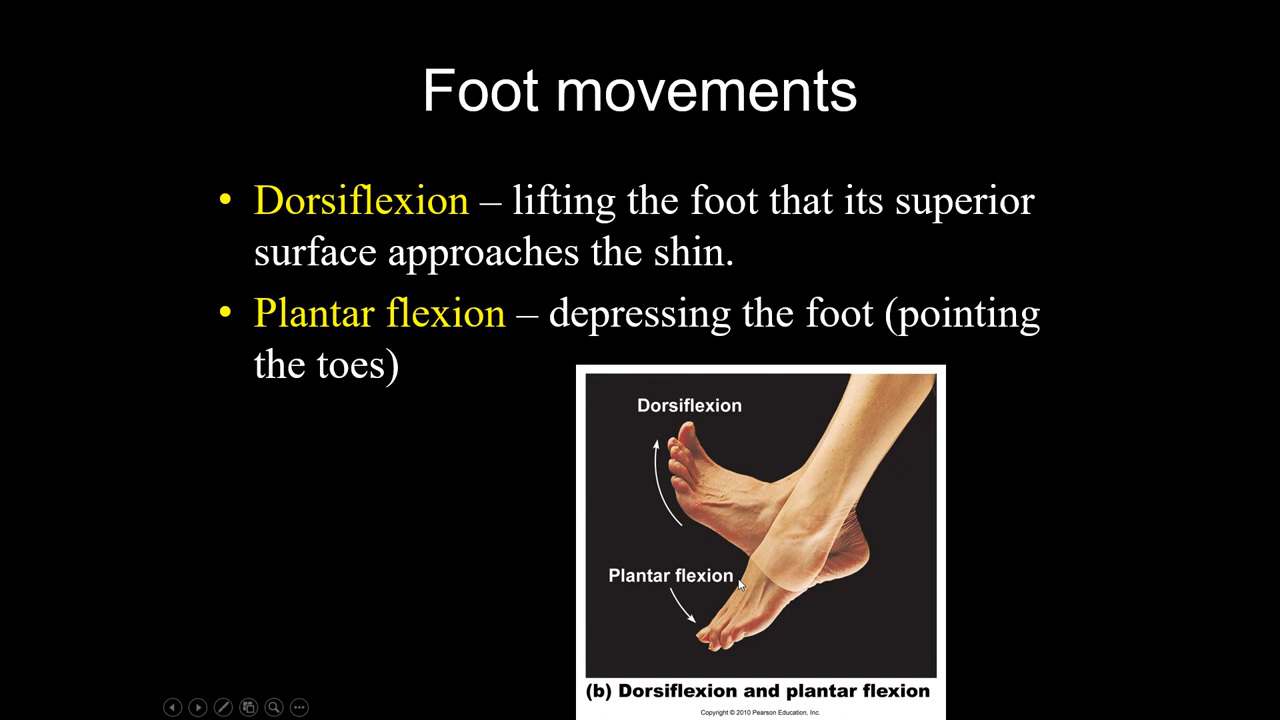 Foot movements
• Dorsiflexion – lifting the foot that its superior
surface approaches the shin.
• Plantar flexion – depressing the foot (pointing
the toes)
Dorsiflexion
Plantar flexion
(b) Dorsiflexion and plantar flexion
Copyright © 2010 Pearson Education, Inc.